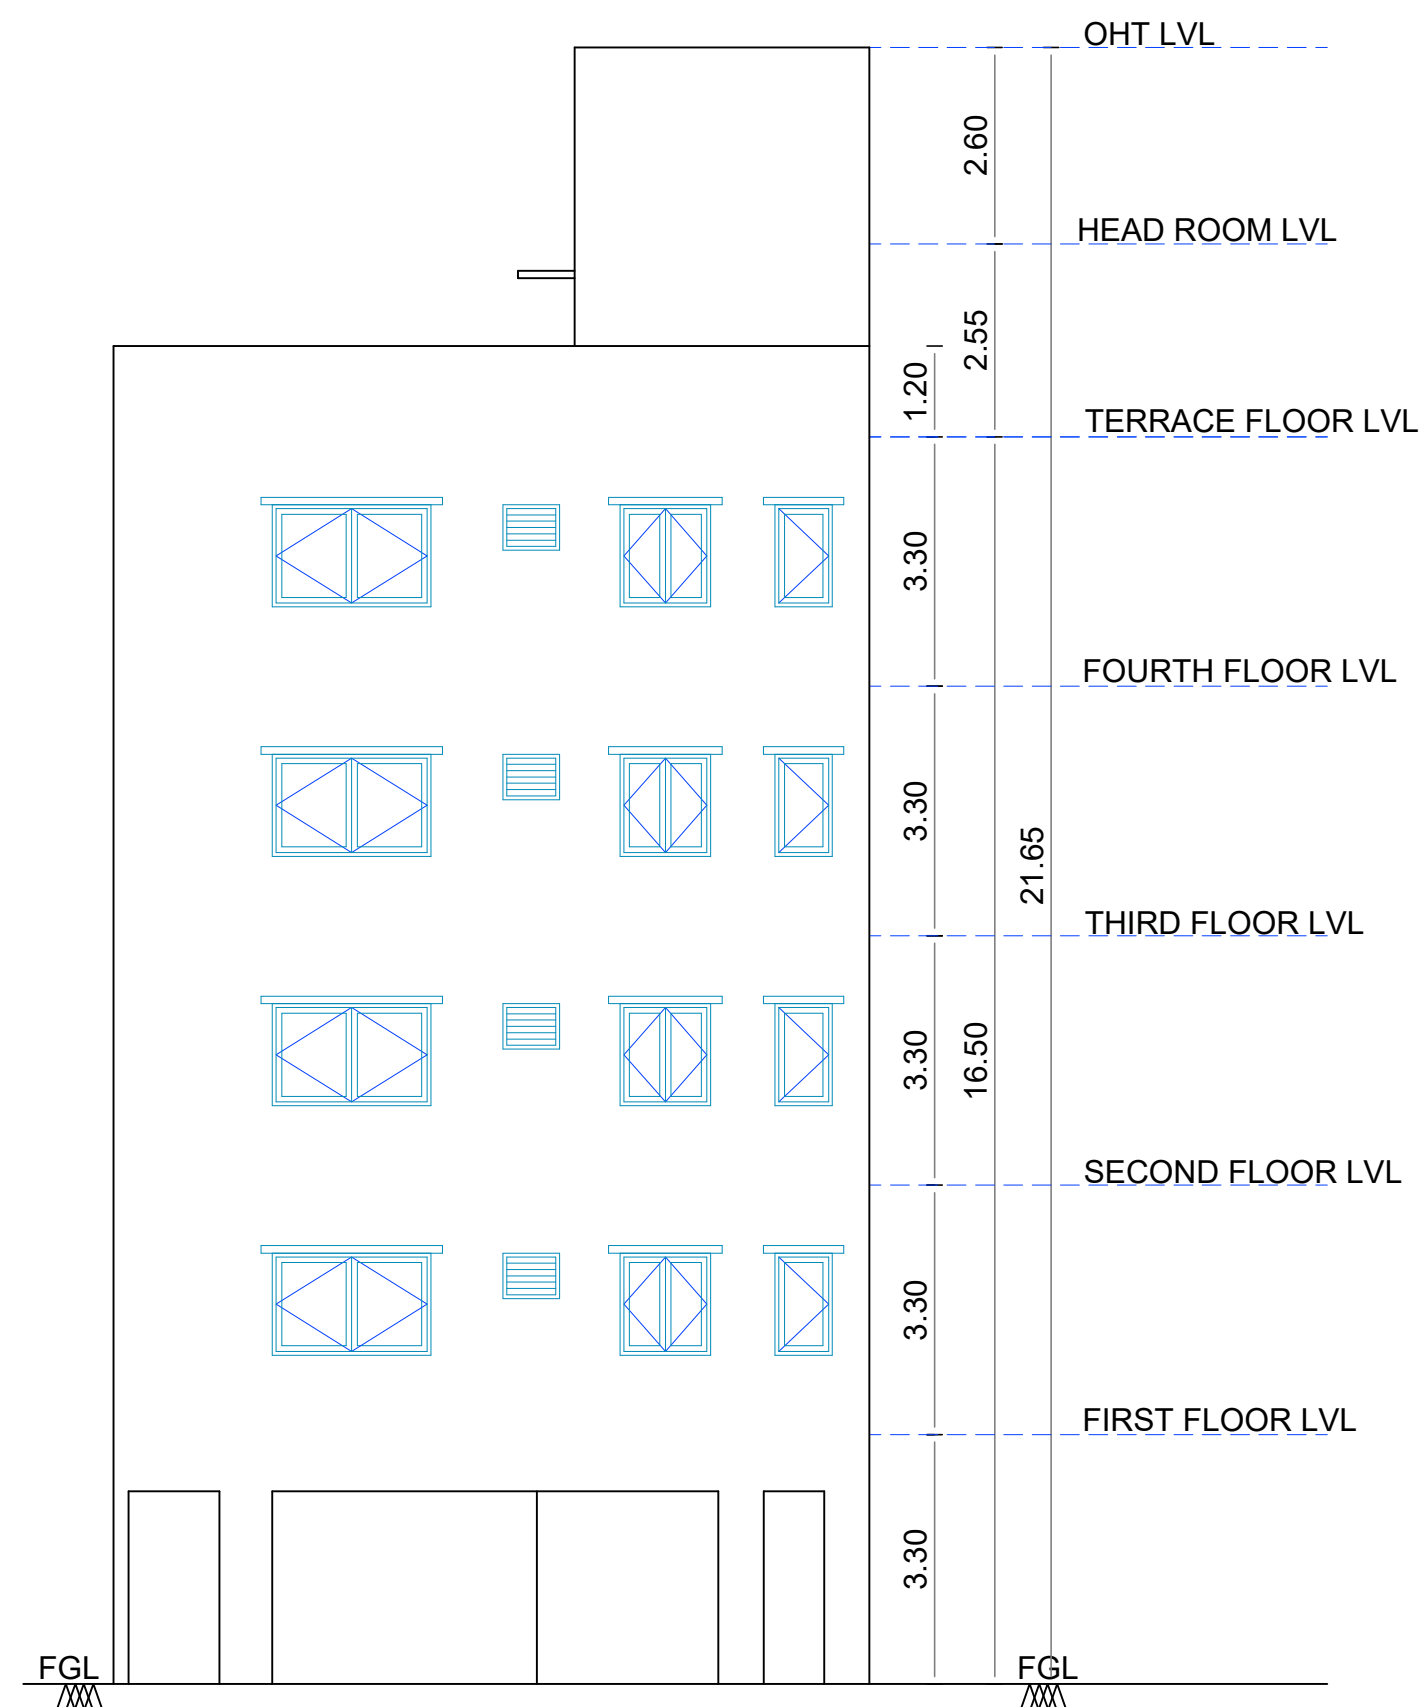 OHT LVL
2.60
HEAD ROOM LVL
2.55
1.20
TERRACE FLOOR LVL
3.30
FOURTH FLOOR LVL
3.30
21.65
THIRD FLOOR LVL
3.30
16.50
SECOND FLOOR LVL
3.30
FIRST FLOOR LVL
3.30
FGL
FGL